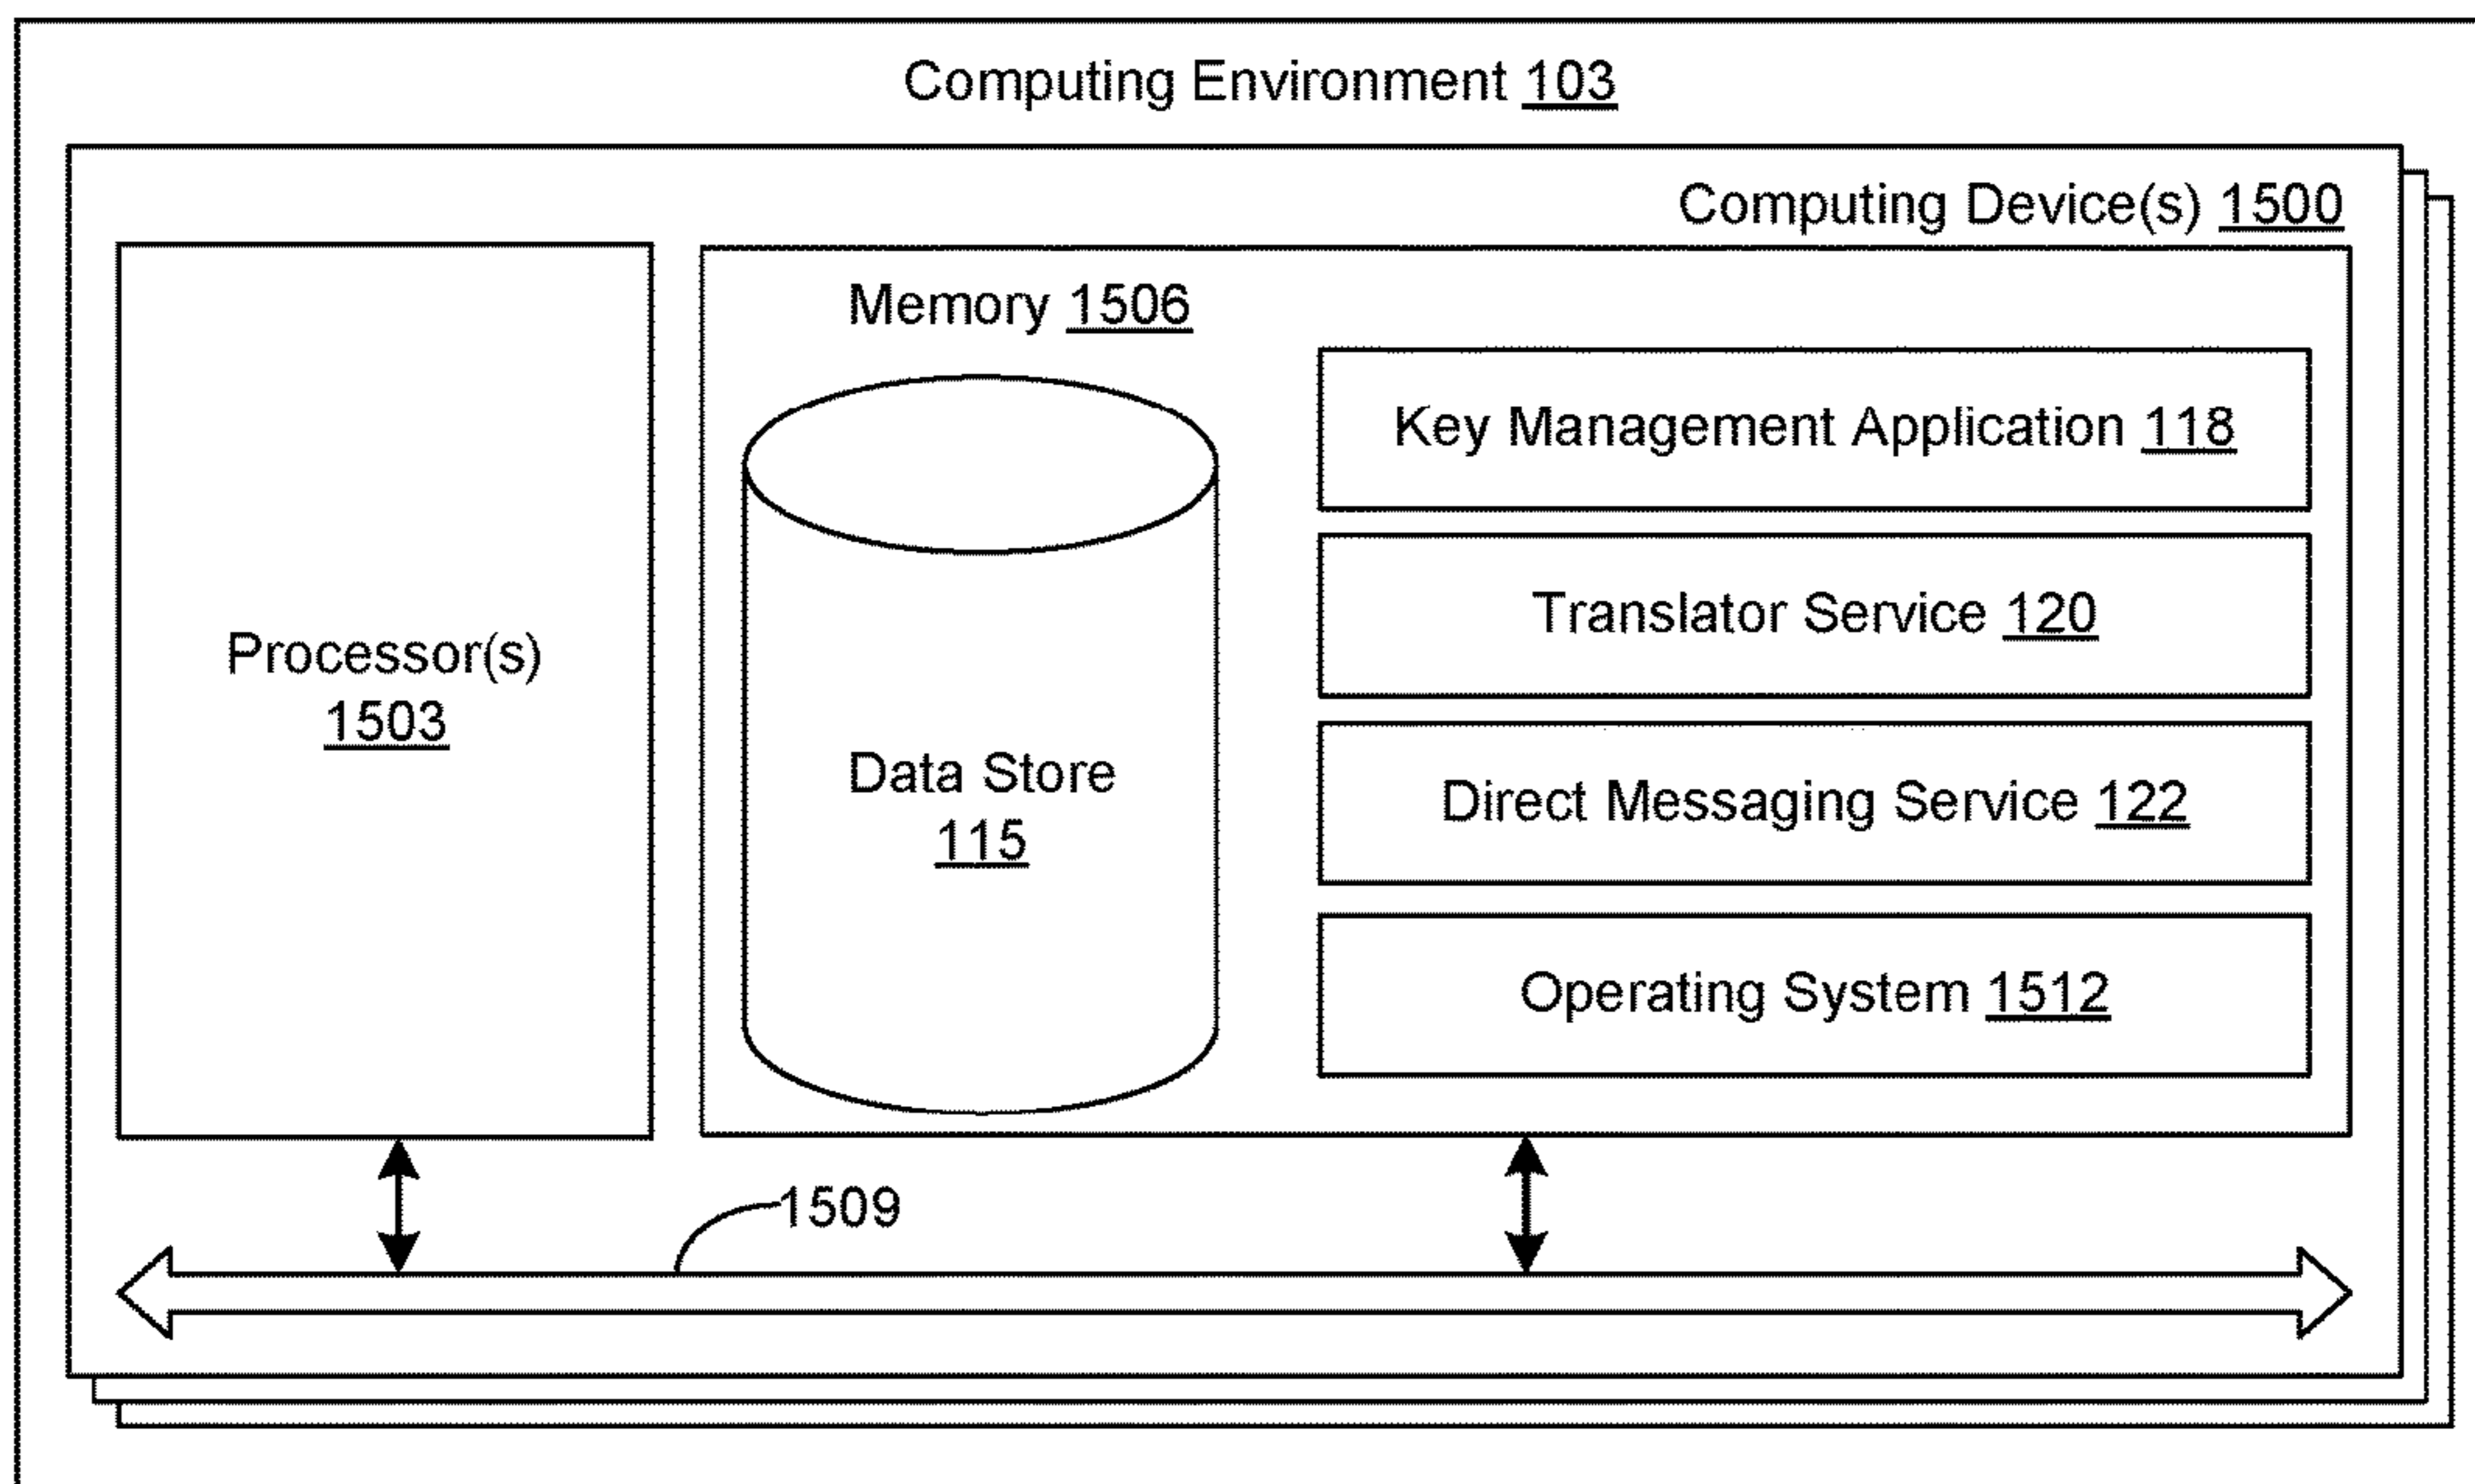 Computing Environment 103
Computing Device(s) 1500
Processor(s)
1503
Memory 1506
Data Store
115
Key Management Application 118
Translator Service 120
Direct Messaging Service 122
Operating System 1512
1509